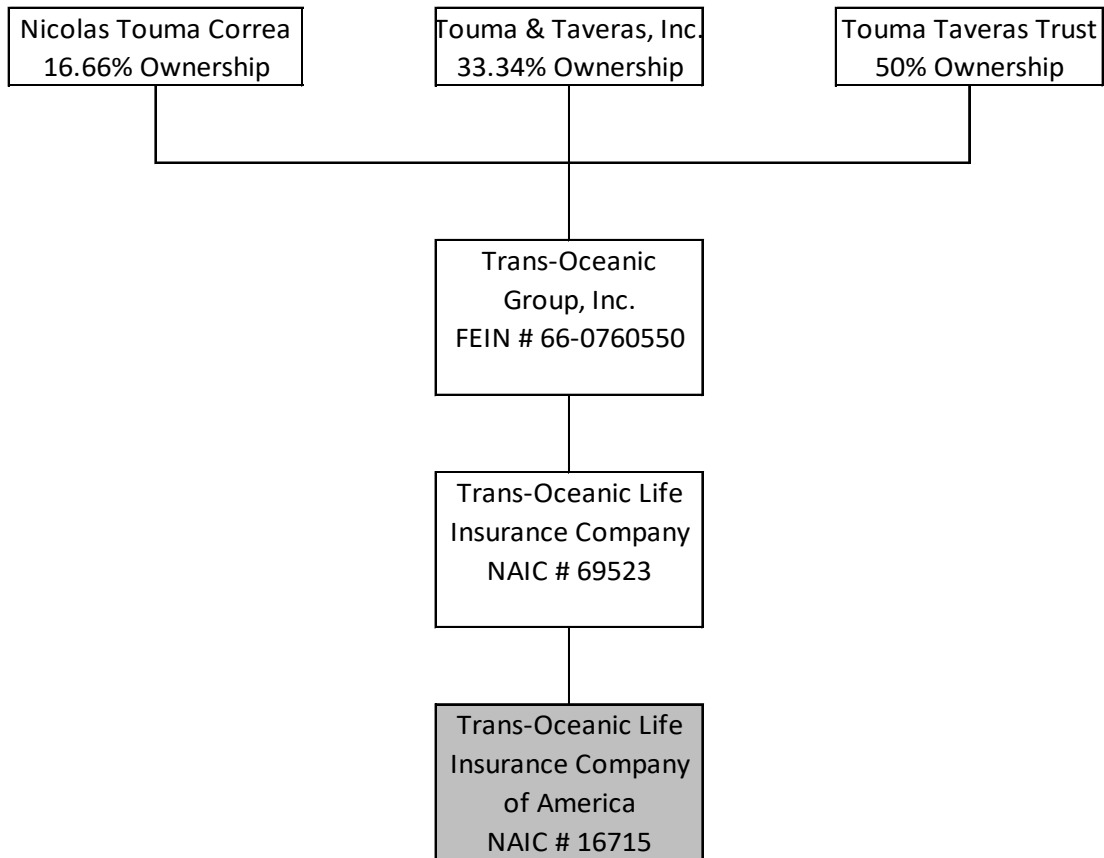 Nicolas Touma Correa
16.66% Ownership
Touma & Taveras, Inc.
33.34% Ownership
Touma Taveras Trust
50% Ownership
Trans-Oceanic
Group, Inc.
FEIN # 66-0760550
Trans-Oceanic Life
Insurance Company
NAIC # 69523
Trans-Oceanic Life
Insurance Company
of America
NAIC # 16715